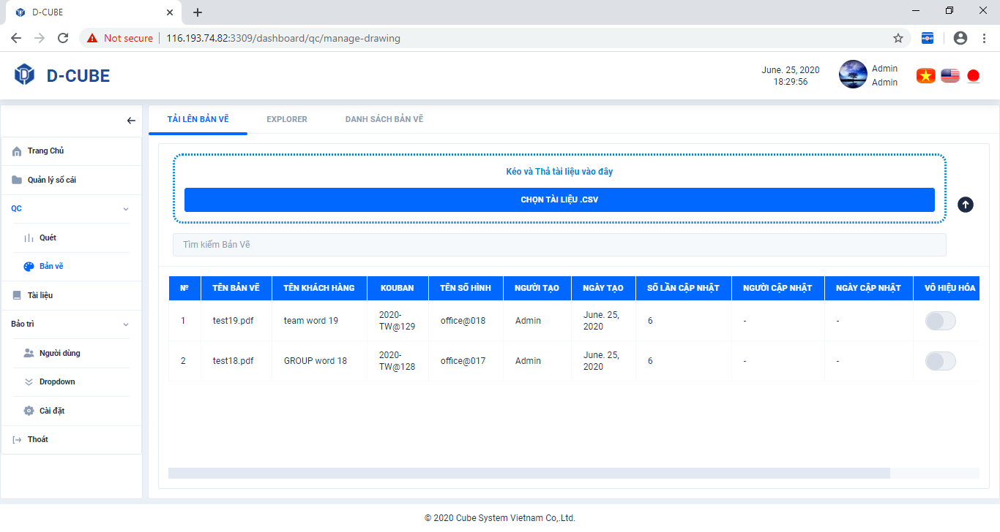 D-CUBE
Not secure
116.193.74.82:3309/dashboard/qc/manage-drawing
D-CUBE
June. 25, 2020
18:29:56
Admin
Admin
TẢI LÊN BẢN VẼ
EXPLORER
DANH SÁCH BẢN VẼ
Trang Chủ
Quản lý sổ cái
QC
Quét
Bản vẽ
Tài liệu
Bảo trì
Người dùng
Dropdown
Cài đặt
Thoát
Kéo và Thả tài liệu vào đây
CHỌN TÀI LIỆU .CSV
Tìm kiếm Bản Vẽ
№ TÊN BẢN VẼ TÊN KHÁCH HÀNG KOUBAN TÊN SỐ HÌNH NGƯỜI TẠO NGÀY TẠO SỐ LẦN CẬP NHẬT NGƯỜI CẬP NHẬT NGÀY CẬP NHẬT VÔ HIỆU HÓA
1 test19.pdf team word 19 2020-TW@129 office@018 Admin June. 25, 2020 6 - -
2 test18.pdf GROUP word 18 2020-TW@128 office@017 Admin June. 25, 2020 6 - -
© 2020 Cube System Vietnam Co,.Ltd.